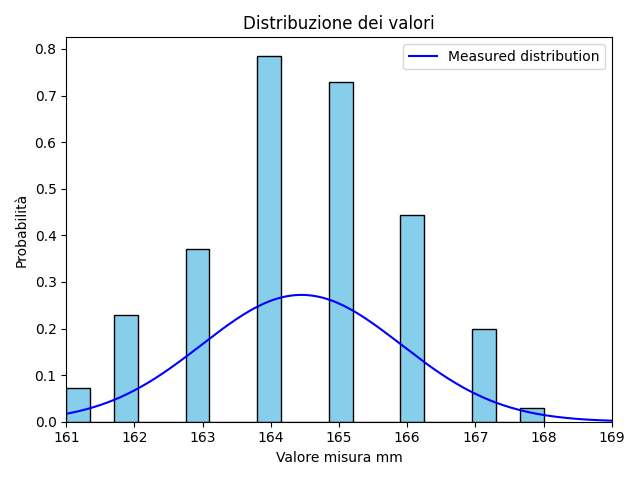 Distribuzione dei valori
Measured distribution
Probabilità
0.8
0.7
0.6
0.5
0.4
0.3
0.2
0.1
0.0
161 162 163 164 165 166 167 168 169
Valore misura mm